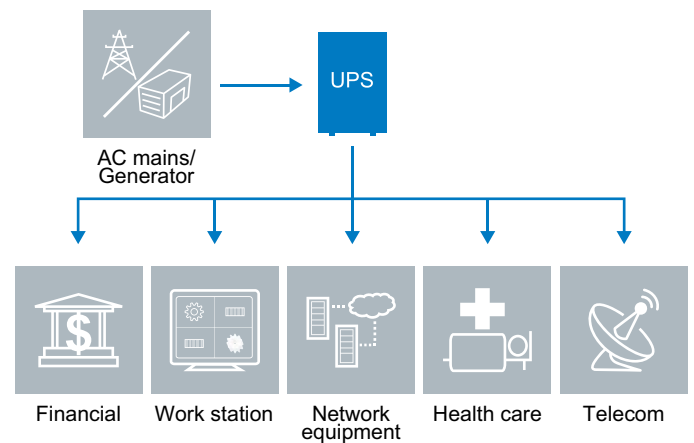 UPS
AC mains/
Generator
$
Financial
Work station
Network
equipment
Health care
Telecom